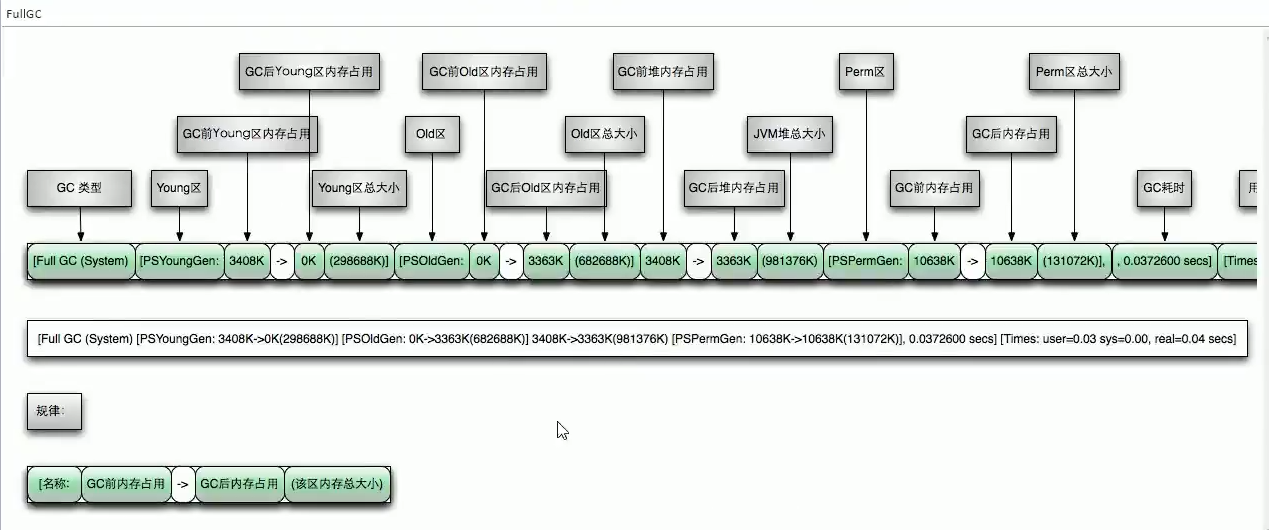 FullGC
GC后Young区内存占用 GC前Old区内存占用 GC前堆内存占用 Perm区 Perm区总大小
GC前Young区内存占用 Old区 Old区总大小 JVM堆总大小 GC后内存占用
GC 类型 Young区 Young区总大小 GC后Old区内存占用 GC后堆内存占用 GC前内存占用 GC耗时 用
[Full GC (System) [PSYoungGen: 3408K -> 0K (298688K)] [PSOldGen: 0K -> 3363K (682688K)] 3408K -> 3363K (981376K) [PSPermGen: 10638K -> 10638K (131072K)], , 0.0372600 secs] [Times
[Full GC (System) [PSYoungGen: 3408K->0K(298688K)] [PSOldGen: 0K->3363K(682688K)] 3408K->3363K(981376K) [PSPermGen: 10638K->10638K(131072K)], 0.0372600 secs] [Times: user=0.03 sys=0.00, real=0.04 secs]
规律：
[名称: GC前内存占用 -> GC后内存占用 (该区内存总大小)